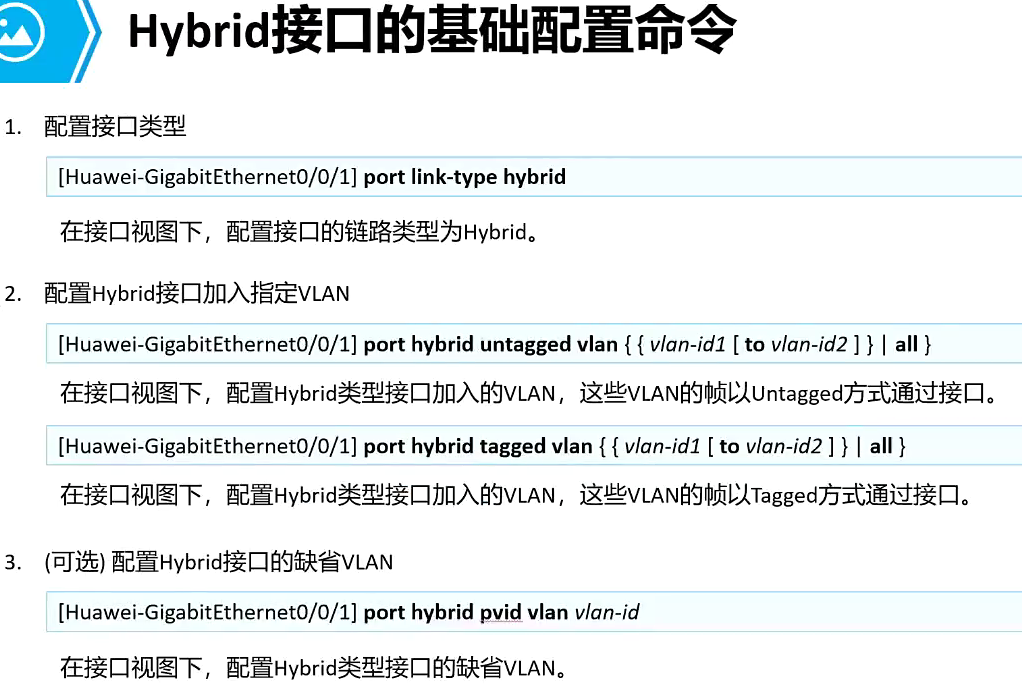 Hybrid接口的基础配置命令
1. 配置接口类型
[Huawei-GigabitEthernet0/0/1] port link-type hybrid
在接口视图下，配置接口的链路类型为Hybrid。
2. 配置Hybrid接口加入指定VLAN
[Huawei-GigabitEthernet0/0/1] port hybrid untagged vlan { { vlan-id1 [ to vlan-id2 ] } | all }
在接口视图下，配置Hybrid类型接口加入的VLAN，这些VLAN的帧以Untagged方式通过接口。
[Huawei-GigabitEthernet0/0/1] port hybrid tagged vlan { { vlan-id1 [ to vlan-id2 ] } | all }
在接口视图下，配置Hybrid类型接口加入的VLAN，这些VLAN的帧以Tagged方式通过接口。
3. (可选) 配置Hybrid接口的缺省VLAN
[Huawei-GigabitEthernet0/0/1] port hybrid pvid vlan vlan-id
在接口视图下，配置Hybrid类型接口的缺省VLAN。